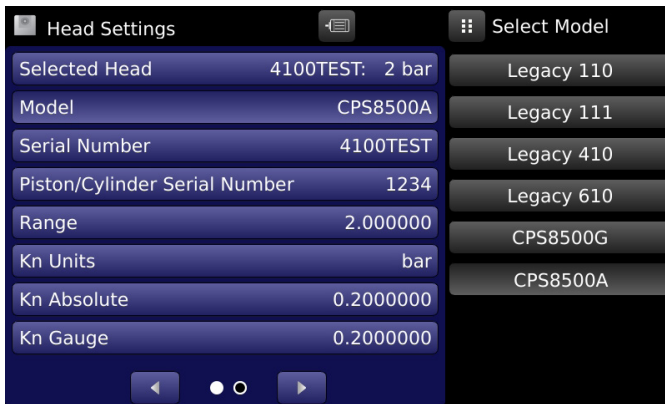 Head Settings
Selected Head 4100TEST: 2 bar
Model CPS8500A
Serial Number 4100TEST
Piston/Cylinder Serial Number 1234
Range 2.000000
Kn Units bar
Kn Absolute 0.2000000
Kn Gauge 0.2000000
Select Model
Legacy 110
Legacy 111
Legacy 410
Legacy 610
CPS8500G
CPS8500A